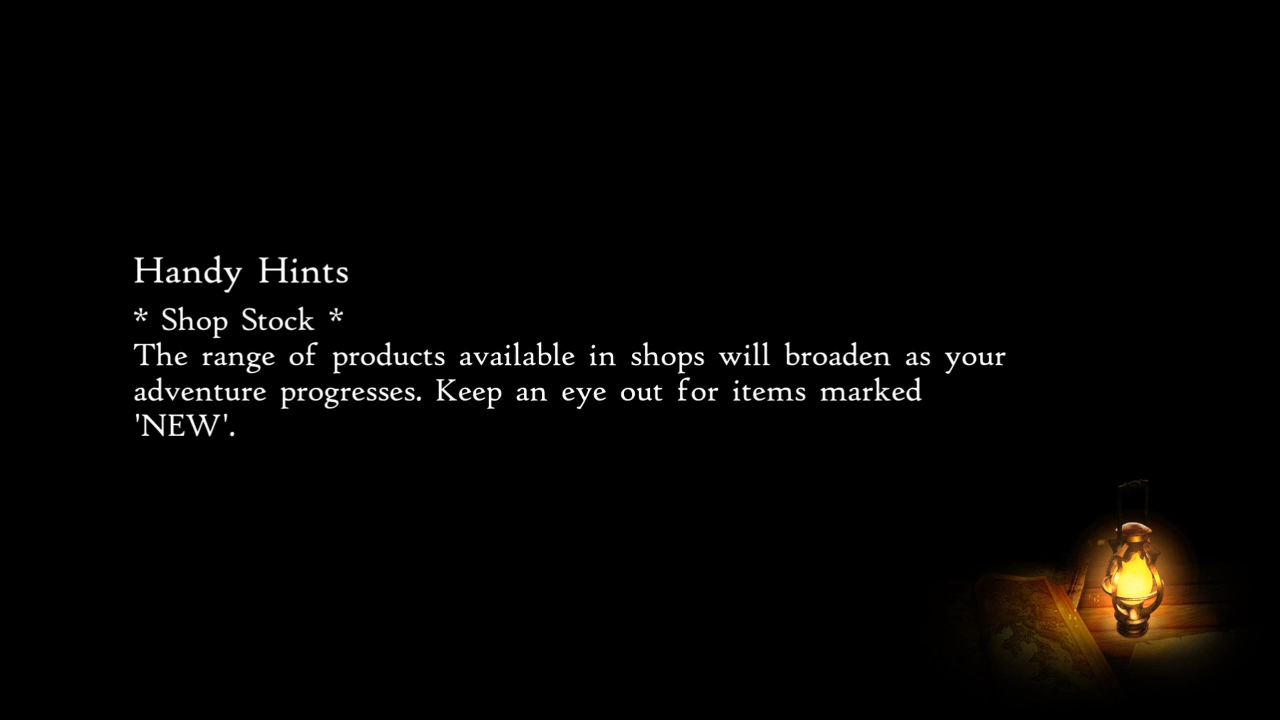 Handy Hints
* Shop Stock *
The range of products available in shops will broaden as your
adventure progresses. Keep an eye out for items marked
'NEW'.